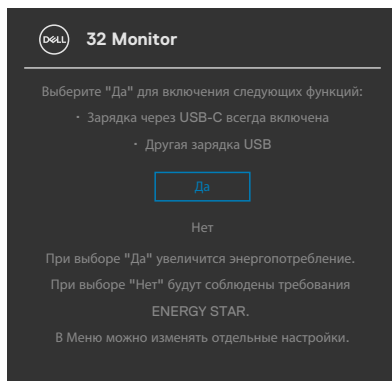 DELL 32 Monitor
Выберите "Да" для включения следующих функций:
· Зарядка через USB-C всегда включена
· Другая зарядка USB
Да
Нет
При выборе "Да" увеличится энергопотребление.
При выборе "Нет" будут соблюдены требования
ENERGY STAR.
В Меню можно изменять отдельные настройки.